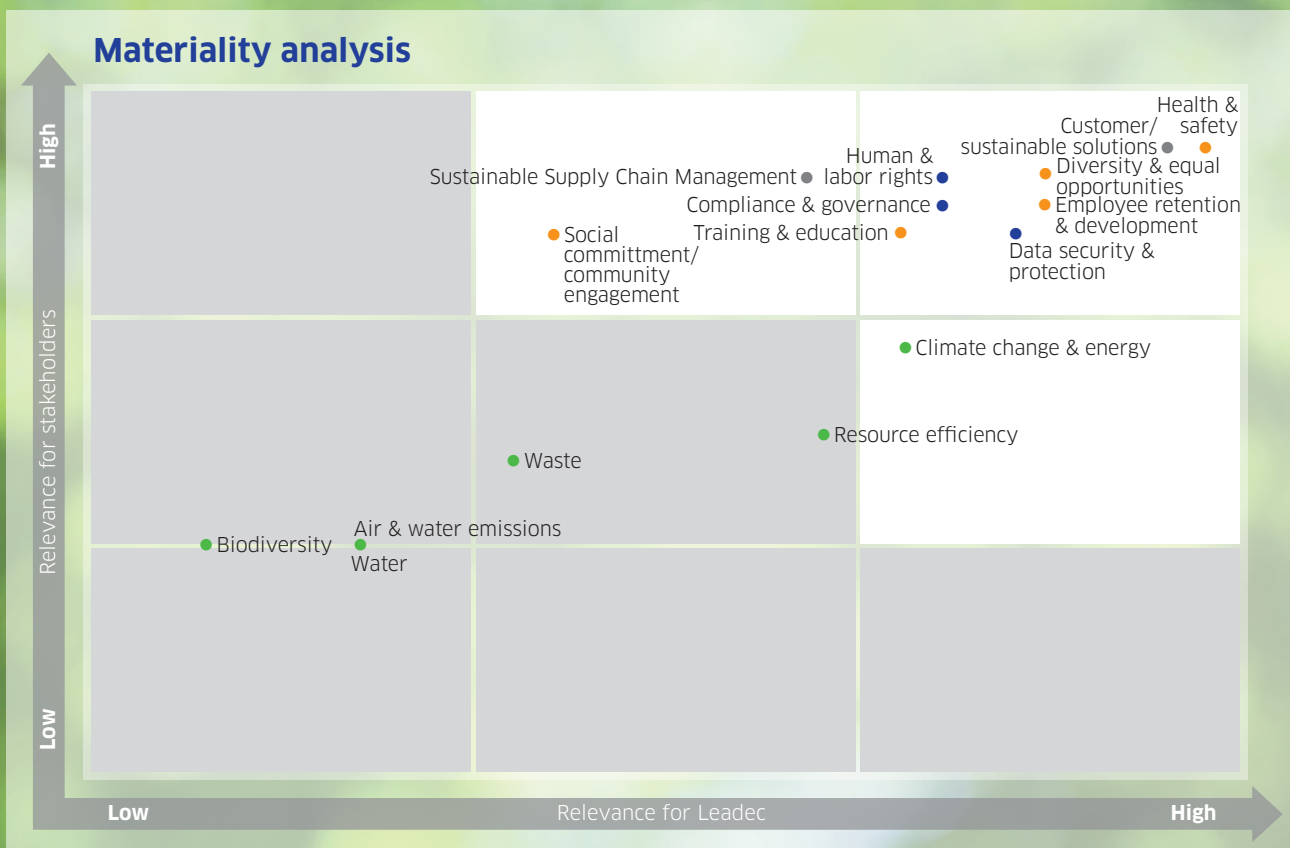 Materiality analysis
High
Relevance for stakeholders
Low
Health &
safety
Customer/
sustainable solutions
Human &
labor rights
Sustainable Supply Chain Management
Diversity & equal
opportunities
Compliance & governance
Employee retention
& development
Training & education
Social
committment/
community
engagement
Data security &
protection
Climate change & energy
Resource efficiency
Waste
Air & water emissions
Biodiversity
Water
Low
Relevance for Leadec
High